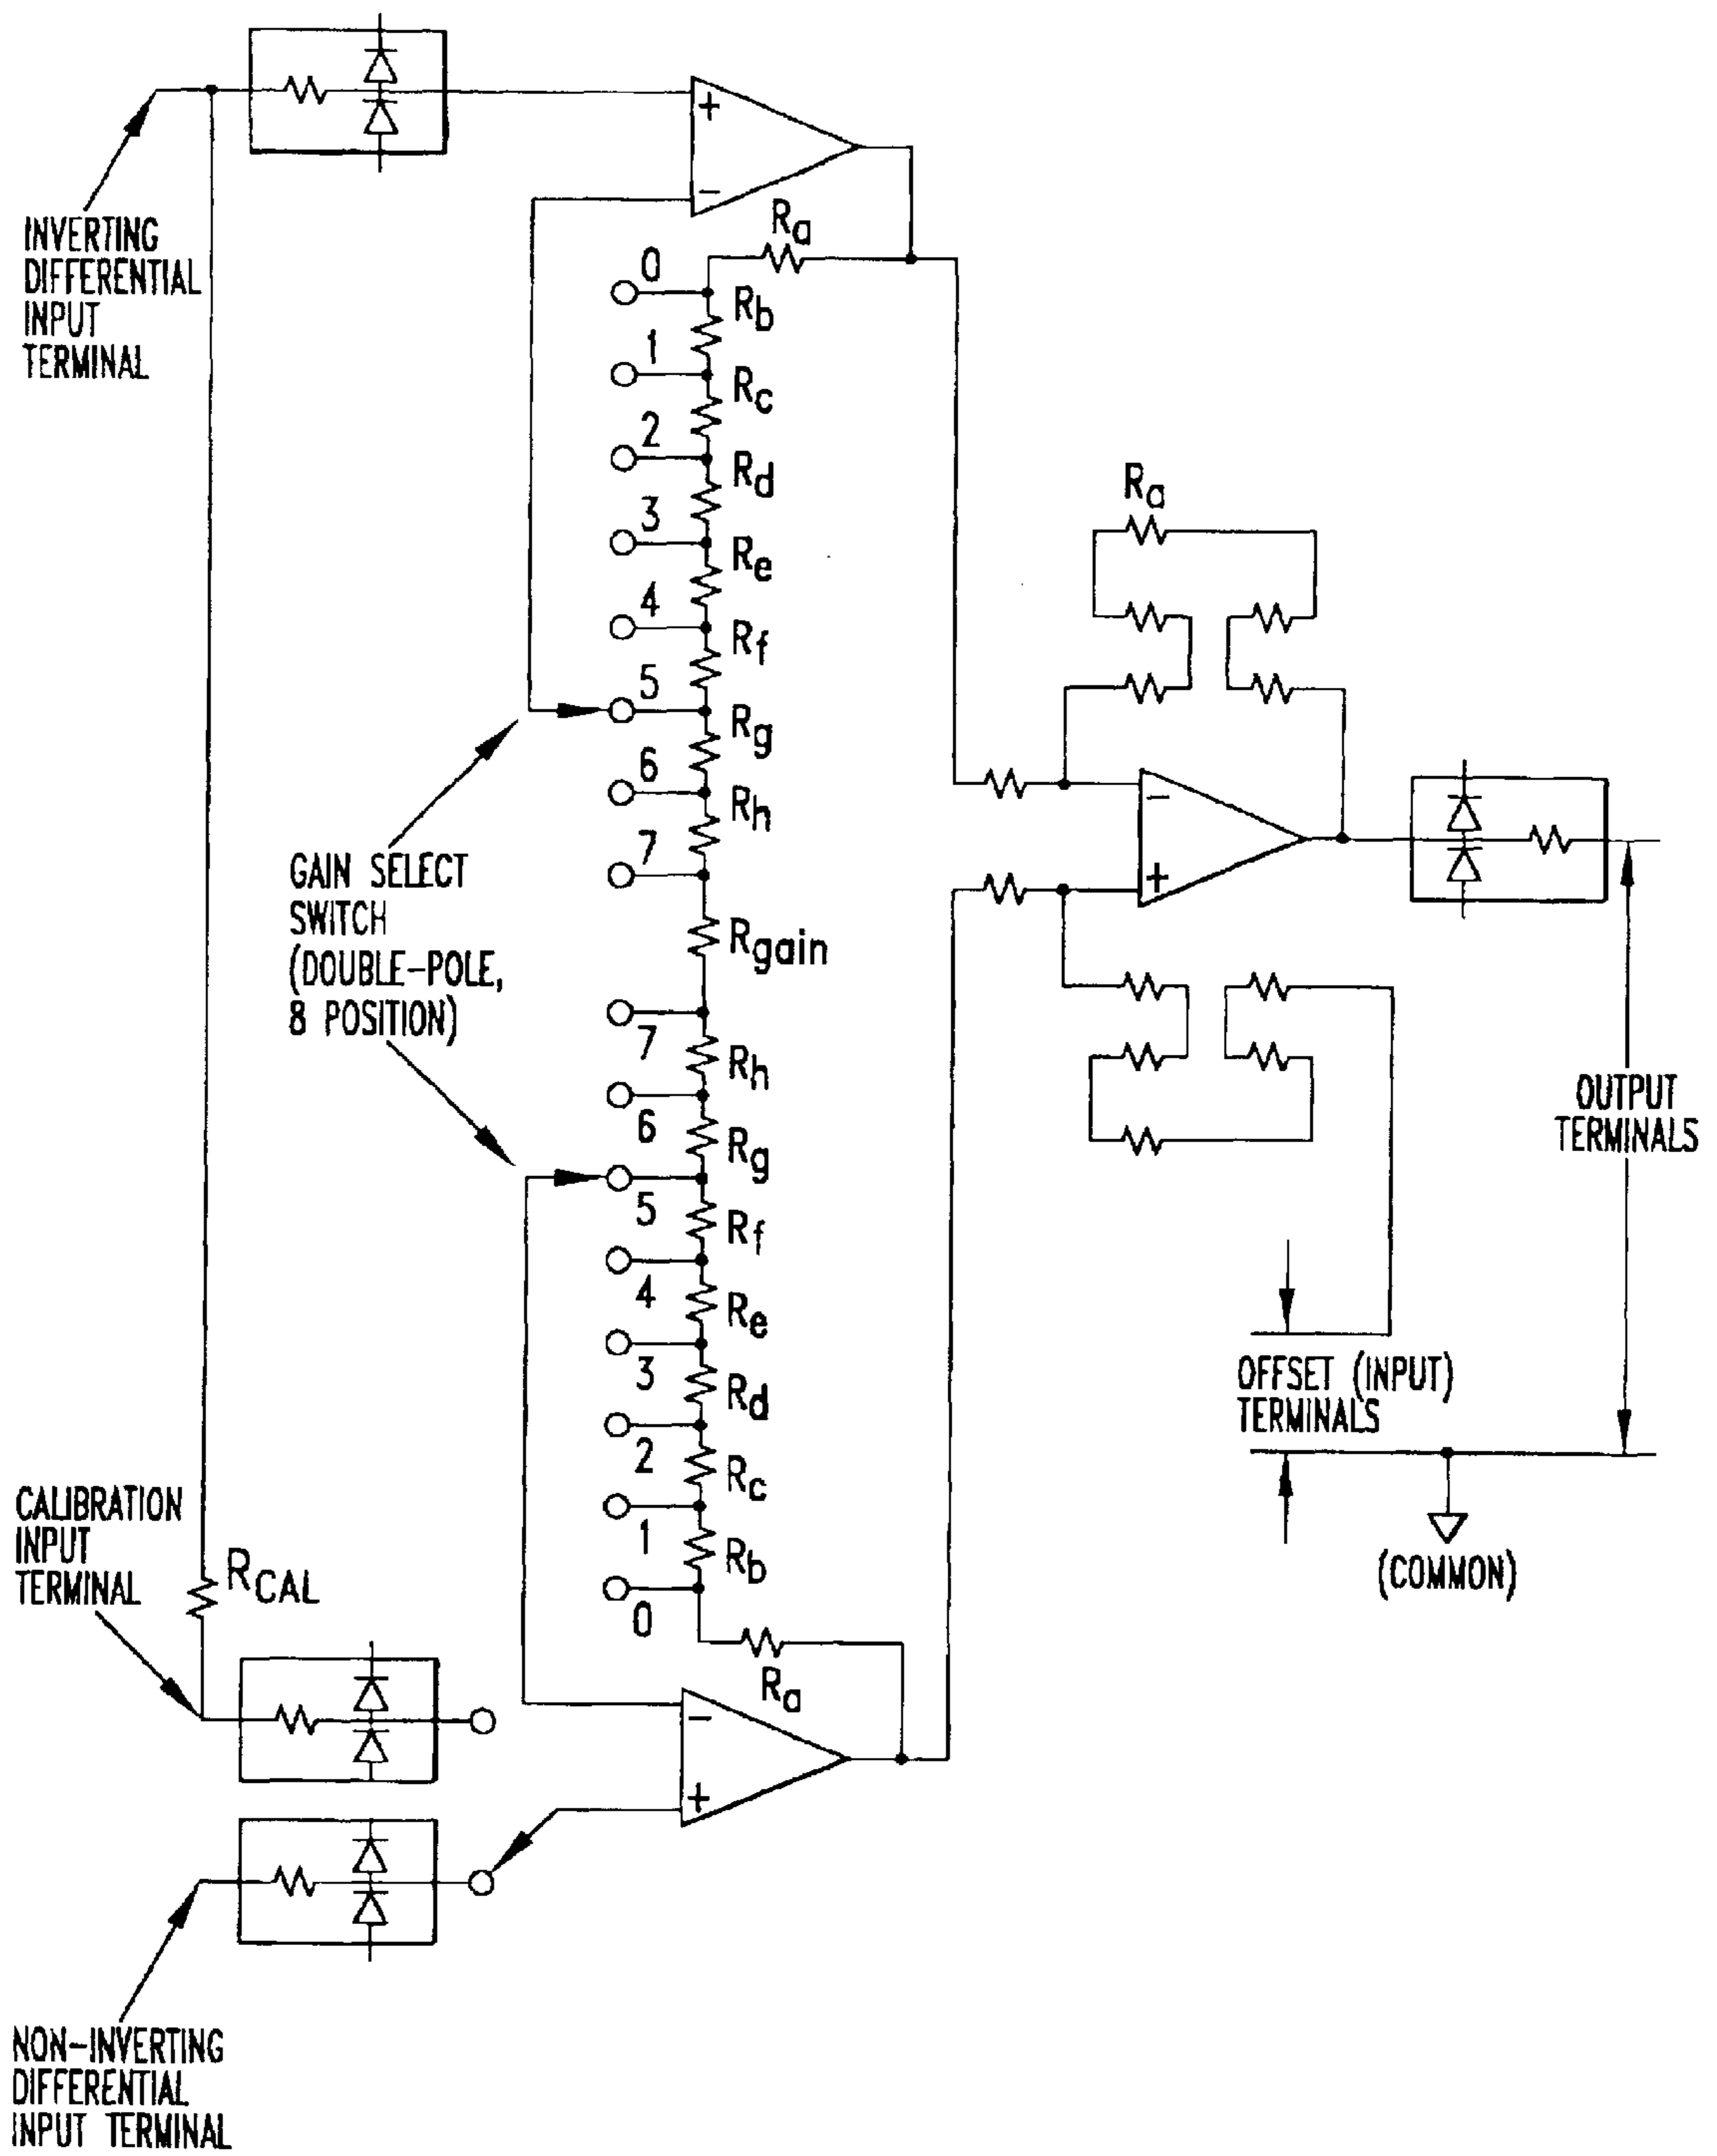 +
−
INVERTING
DIFFERENTIAL
INPUT
TERMINAL
Ra
0
Rb
1
Rc
2
Rd
3
Re
4
Rf
5
Rg
6
Rh
7
Rgain
GAIN SELECT
SWITCH
(DOUBLE-POLE,
8 POSITION)
7
Rh
6
Rg
5
Rf
4
Re
3
Rd
2
Rc
1
Rb
0
Ra
−
+
Ra
−
+
OUTPUT
TERMINALS
OFFSET (INPUT)
TERMINALS
(COMMON)
CALIBRATION
INPUT
TERMINAL
RCAL
NON-INVERTING
DIFFERENTIAL
INPUT TERMINAL